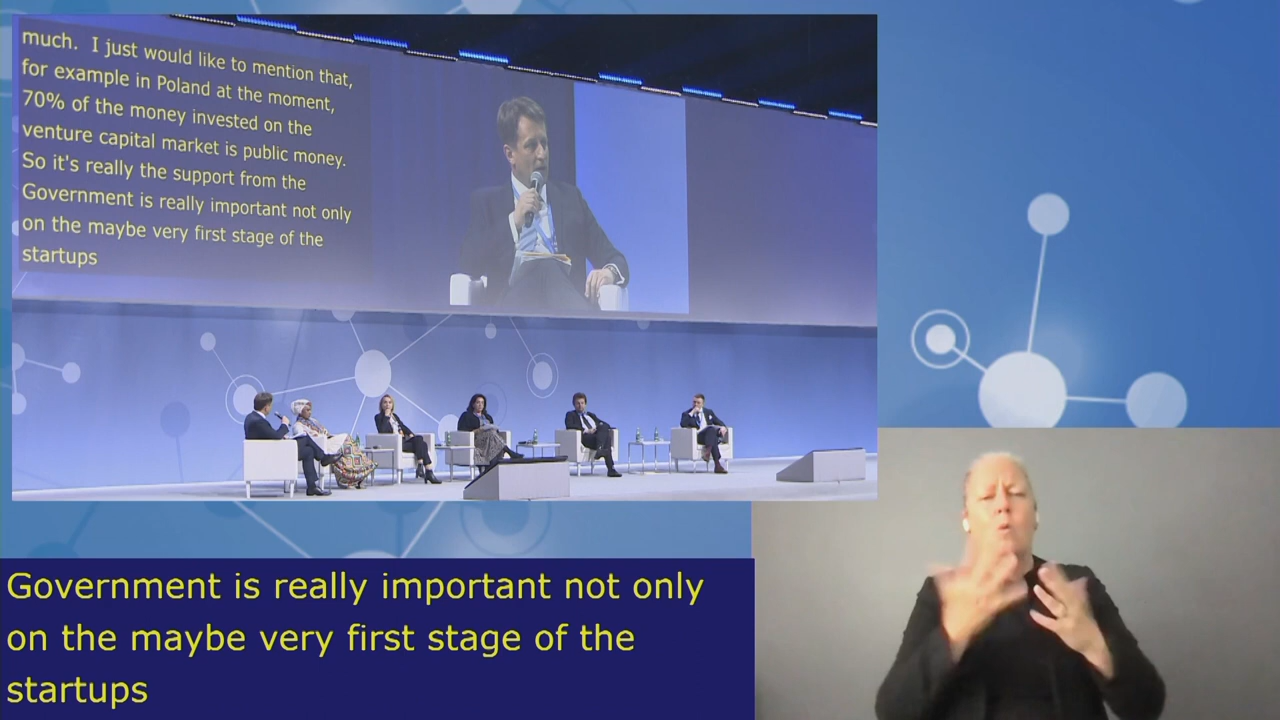 much.  I just would like to mention that,
for example in Poland at the moment,
70% of the money invested on the
venture capital market is public money.
So it's really the support from the
Government is really important not only
on the maybe very first stage of the
startups
Government is really important not only
on the maybe very first stage of the
startups